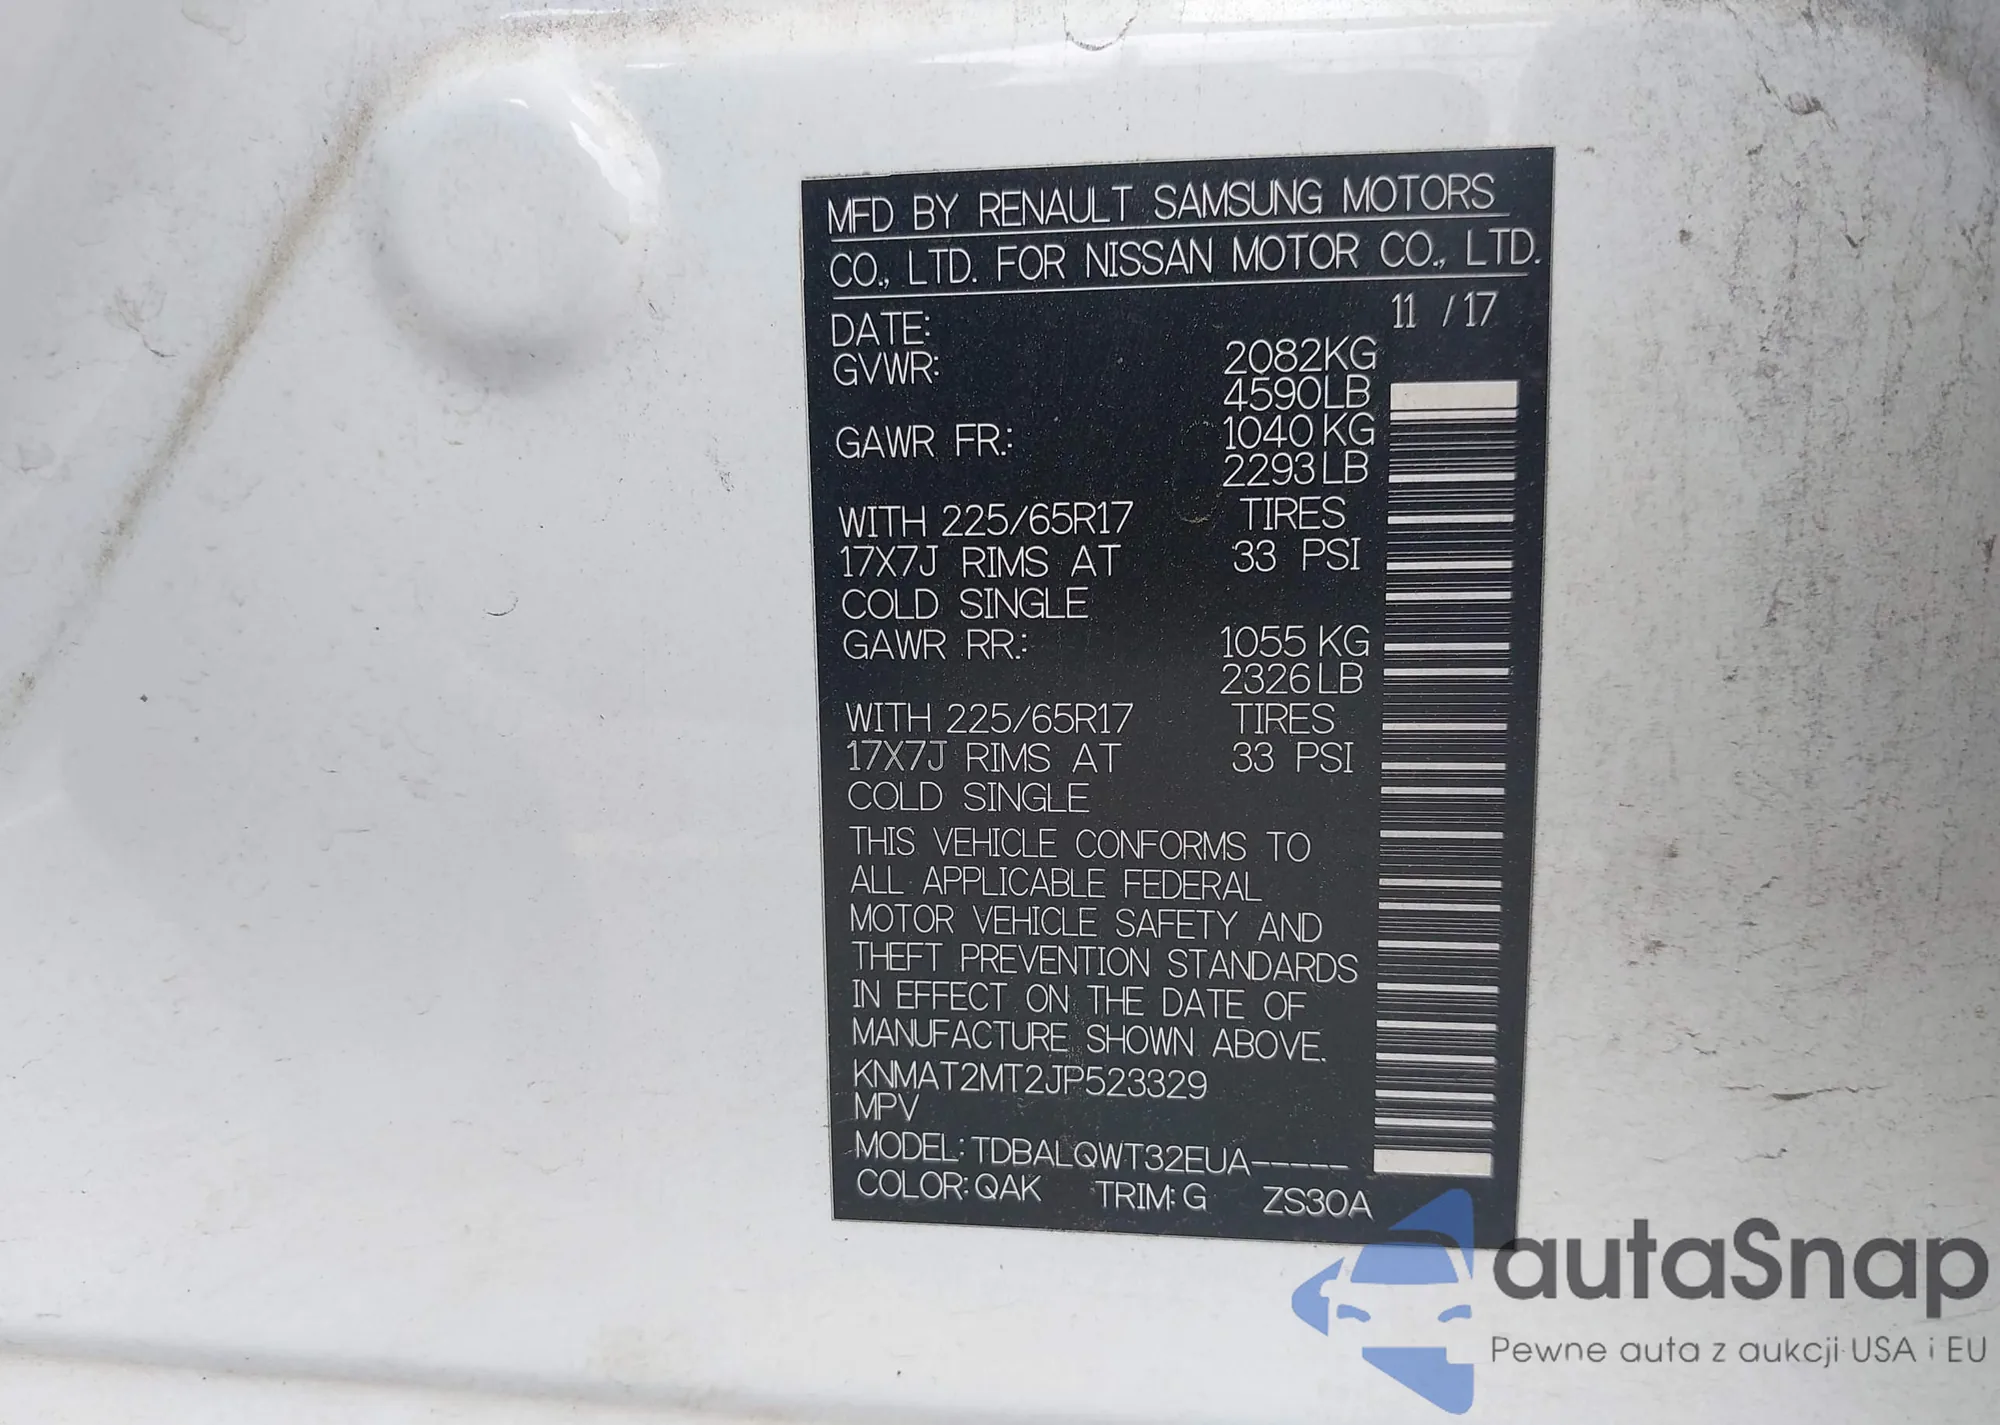 MFD BY RENAULT SAMSUNG MOTORS
CO., LTD. FOR NISSAN MOTOR CO., LTD.
DATE: 11 / 17
GVWR: 2082KG
4590LB
GAWR FR.: 1040 KG
2293LB
WITH 225/65R17 TIRES
17X7J RIMS AT 33 PSI
COLD SINGLE
GAWR RR.: 1055 KG
2326LB
WITH 225/65R17 TIRES
17X7J RIMS AT 33 PSI
COLD SINGLE
THIS VEHICLE CONFORMS TO
ALL APPLICABLE FEDERAL
MOTOR VEHICLE SAFETY AND
THEFT PREVENTION STANDARDS
IN EFFECT ON THE DATE OF
MANUFACTURE SHOWN ABOVE.
KNMAT2MT2JP523329
MPV
MODEL: TDBALQWT32EUA-----
COLOR: QAK TRIM: G ZS30A
autaSnap
Pewne auta z aukcji USA i EU